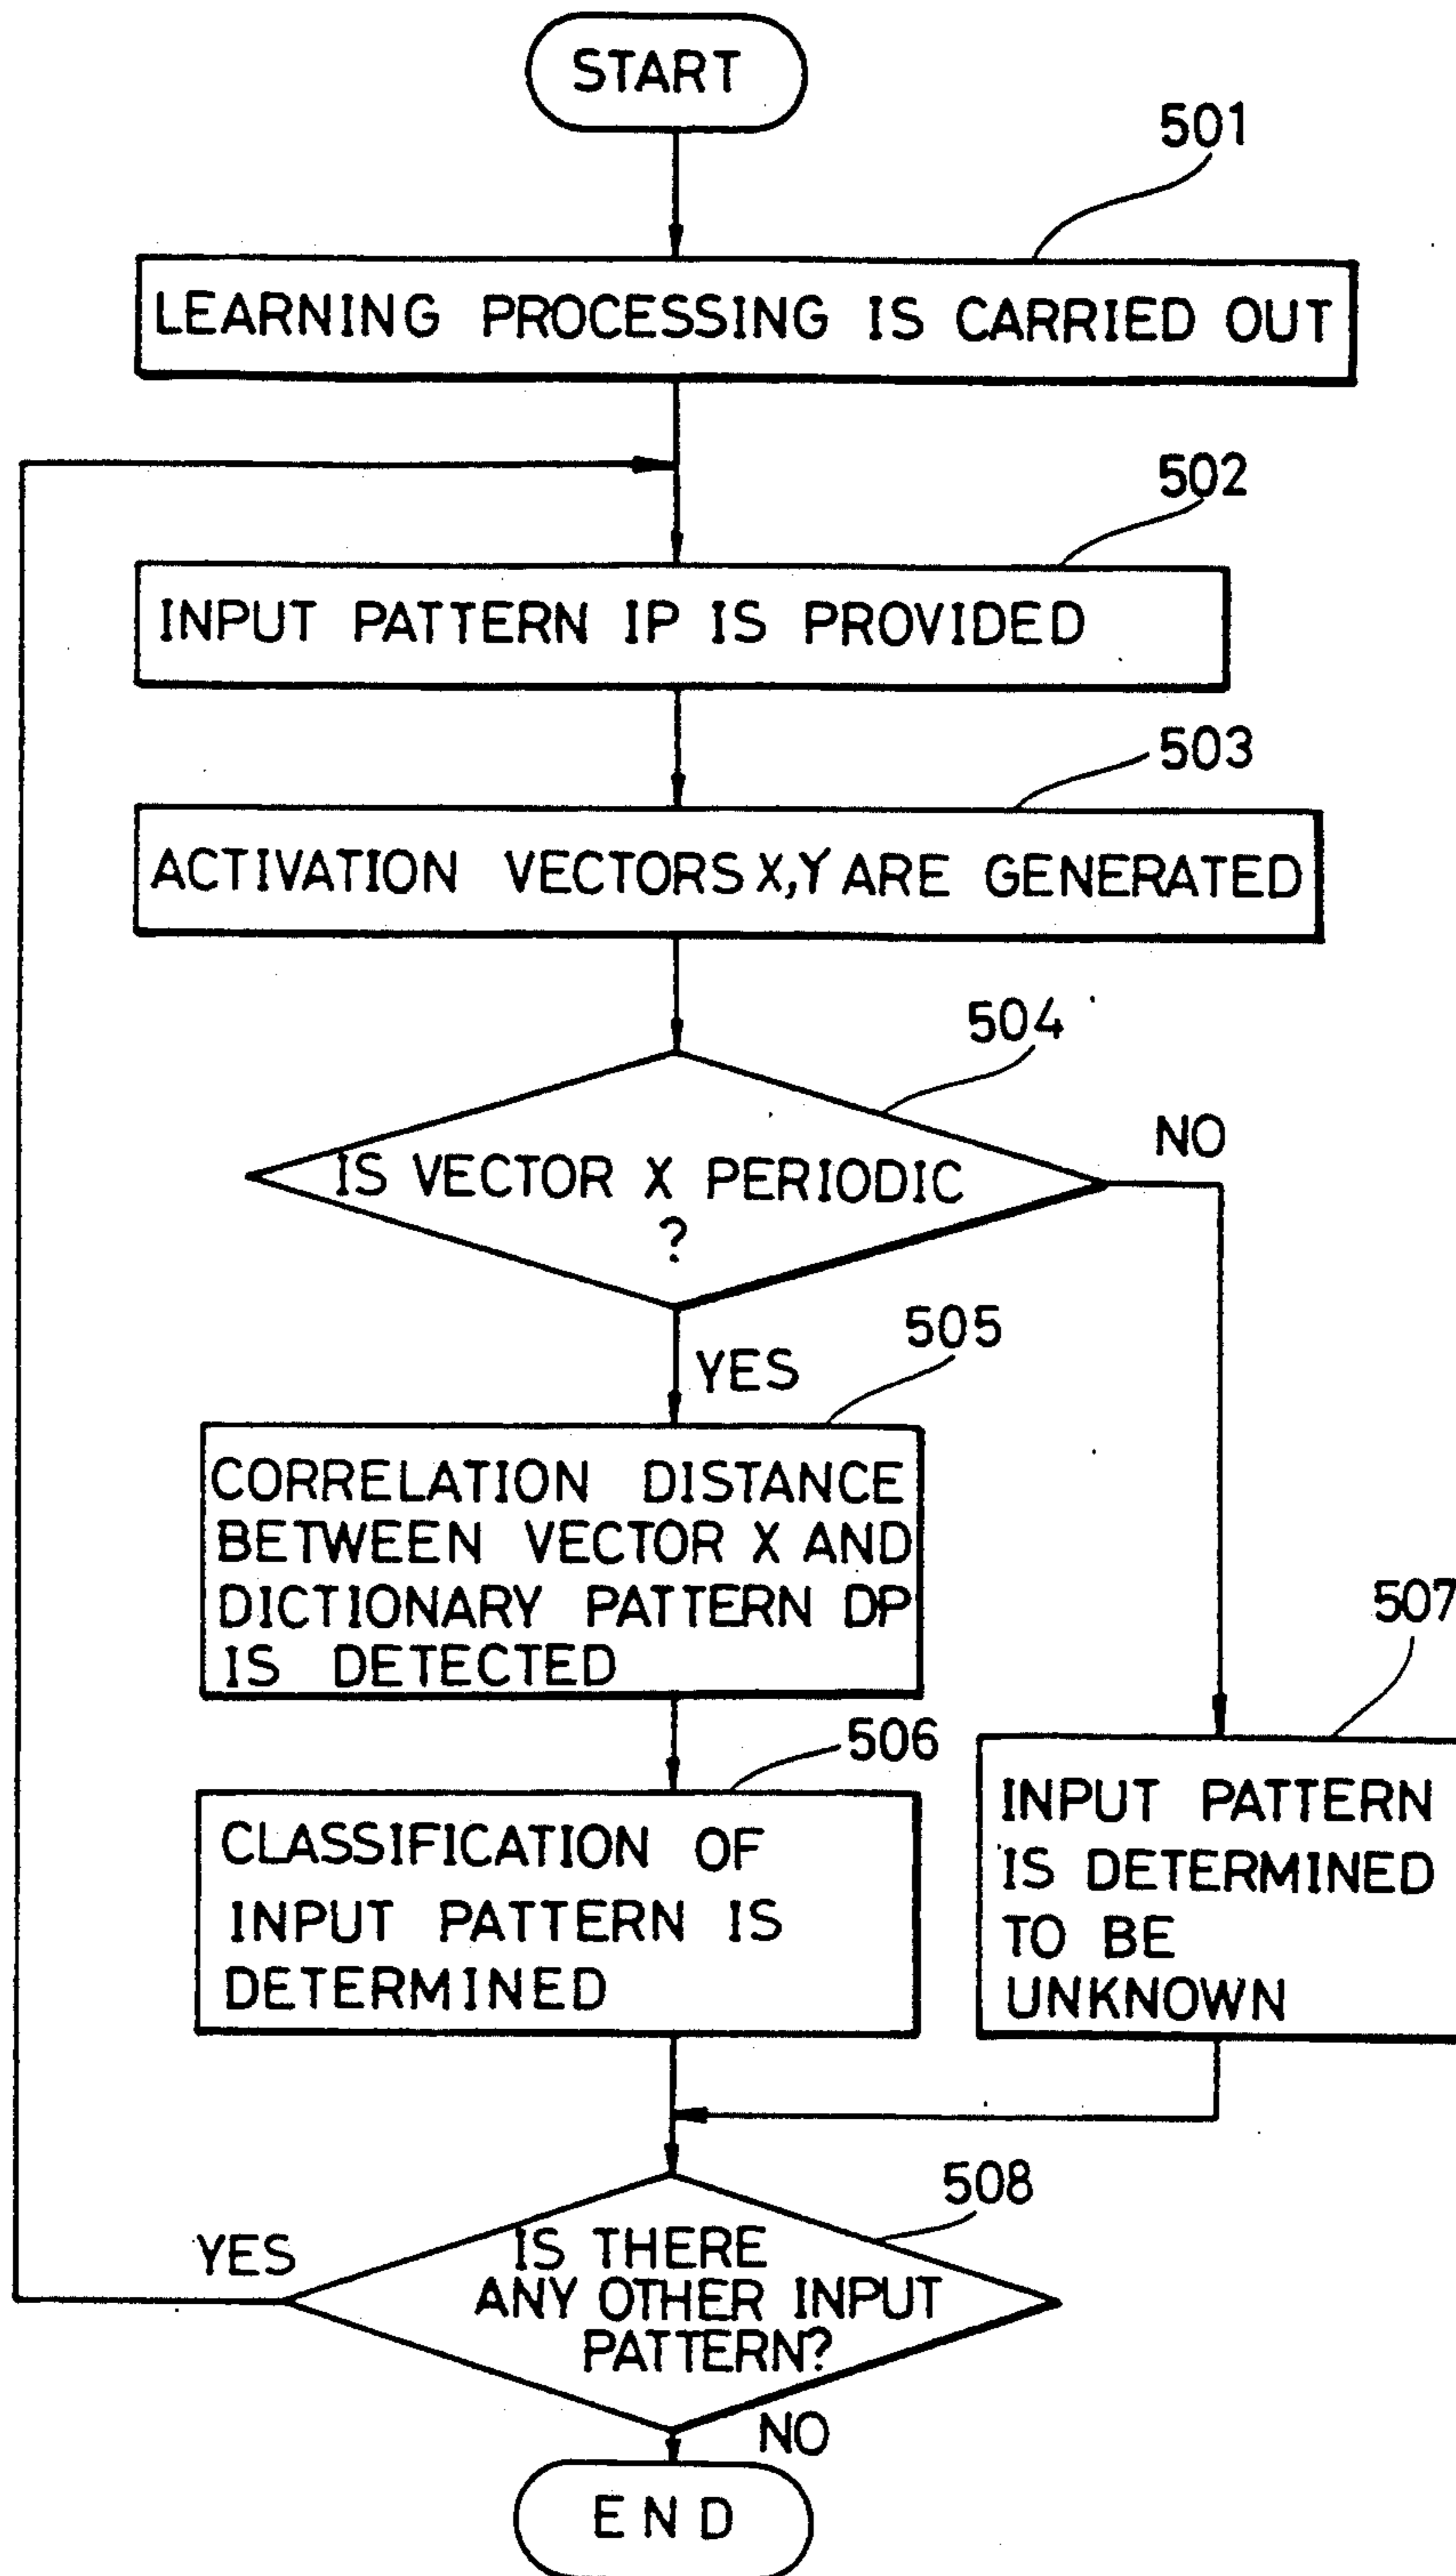 START
501
LEARNING PROCESSING IS CARRIED OUT
502
INPUT PATTERN IP IS PROVIDED
503
ACTIVATION VECTORS X,Y ARE GENERATED
504
IS VECTOR X PERIODIC
?
NO
YES
505
CORRELATION DISTANCE
BETWEEN VECTOR X AND
DICTIONARY PATTERN DP
IS DETECTED
506
CLASSIFICATION OF
INPUT PATTERN IS
DETERMINED
507
INPUT PATTERN
IS DETERMINED
TO BE
UNKNOWN
508
IS THERE
ANY OTHER INPUT
PATTERN?
YES
NO
END